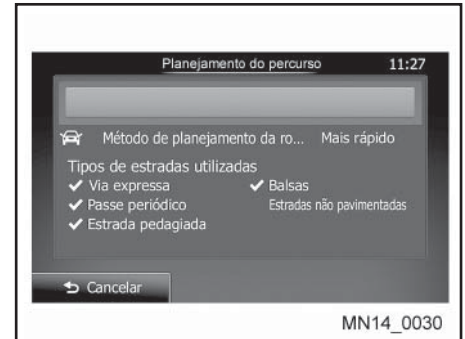 Planejamento do percurso 11:27
Método de planejamento da ro... Mais rápido
Tipos de estradas utilizadas
✓ Via expressa ✓ Balsas
✓ Passe periódico Estradas não pavimentadas
✓ Estrada pedagiada
Cancelar
MN14_0030